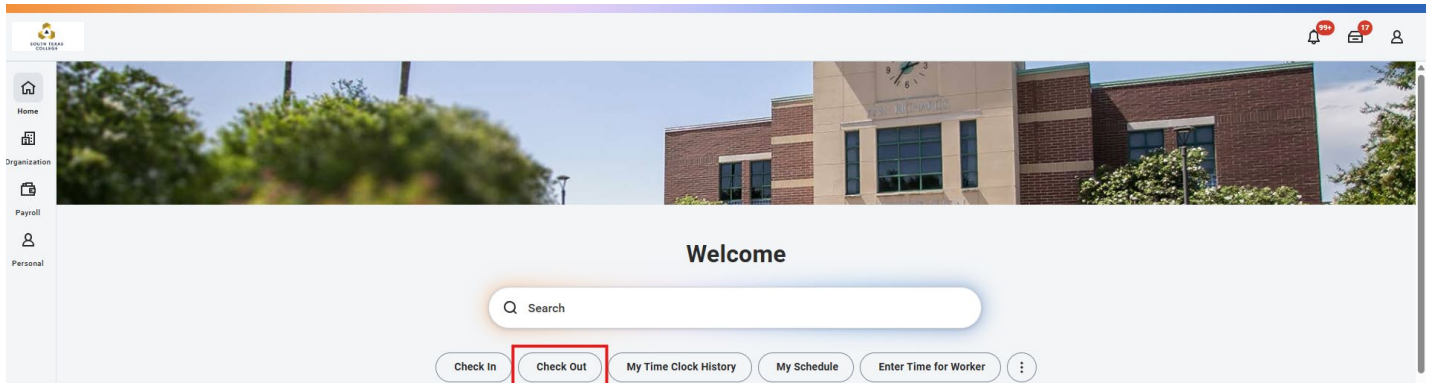 SOUTH TEXAS
COLLEGE
99+
17
Home
Organization
Payroll
Personal
Welcome
Search
Check In
Check Out
My Time Clock History
My Schedule
Enter Time for Worker